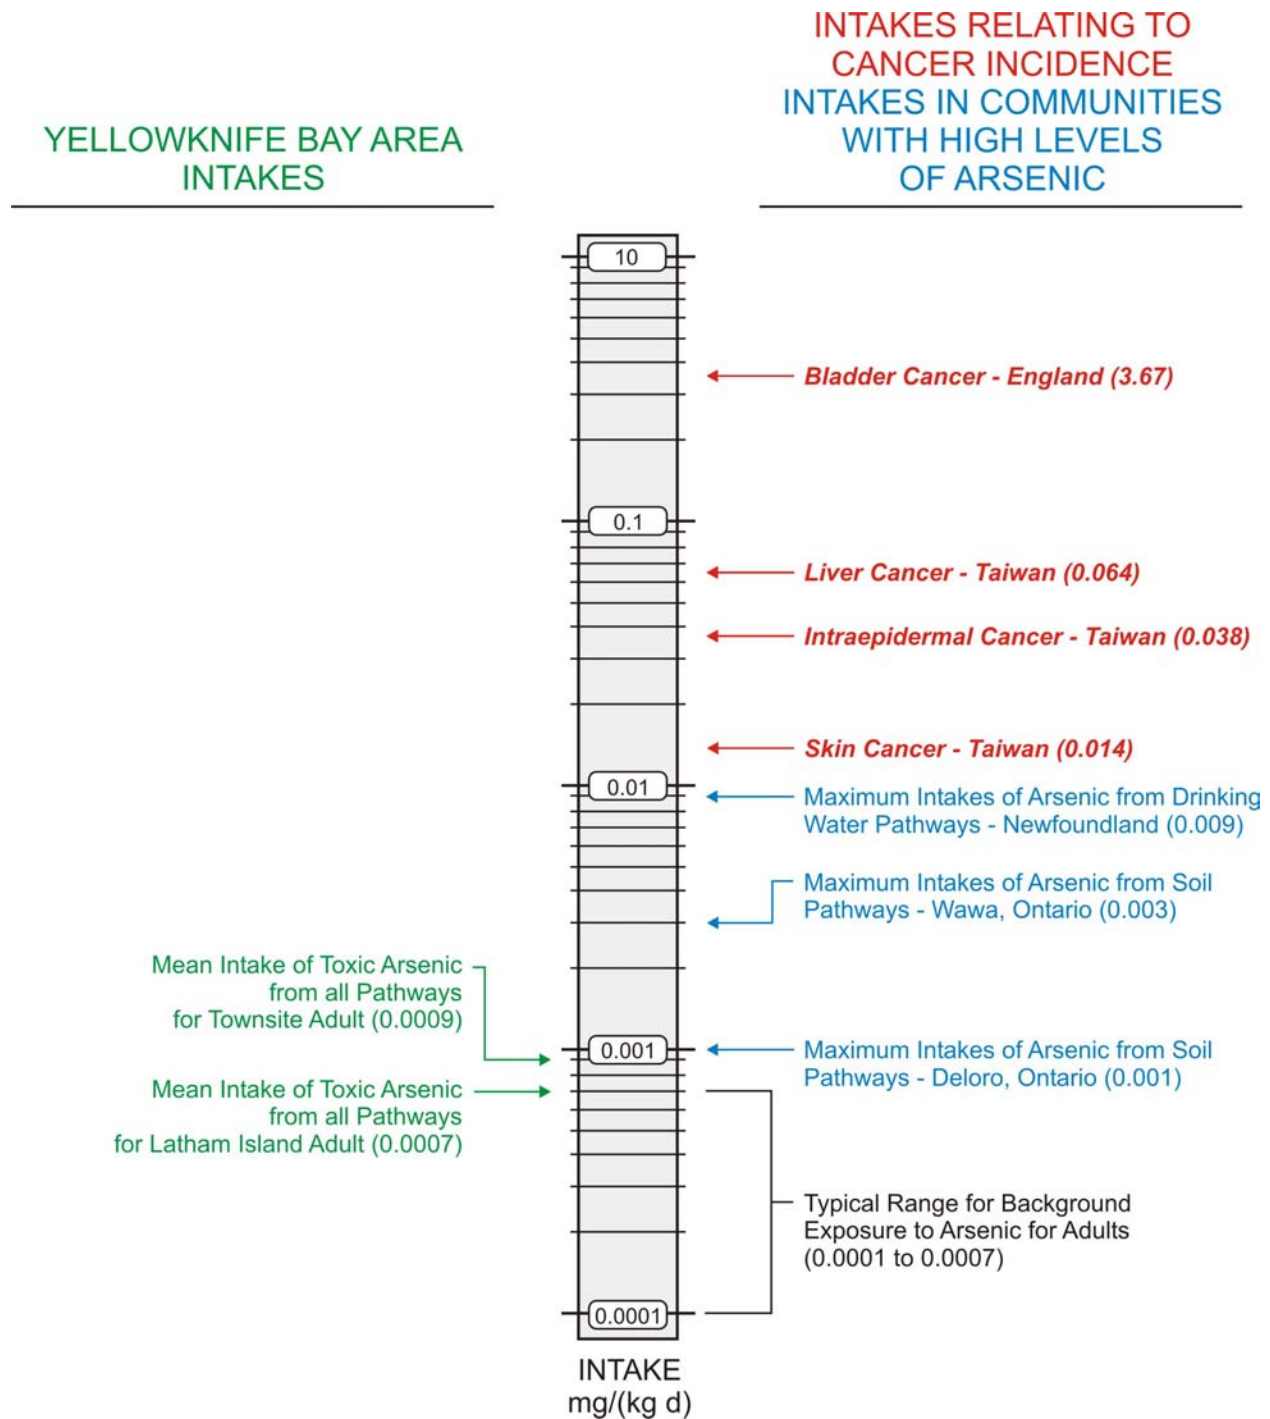 YELLOWKNIFE BAY AREA
INTAKES
INTAKES RELATING TO
CANCER INCIDENCE
INTAKES IN COMMUNITIES
WITH HIGH LEVELS
OF ARSENIC
10
Bladder Cancer - England (3.67)
0.1
Liver Cancer - Taiwan (0.064)
Intraepidermal Cancer - Taiwan (0.038)
Skin Cancer - Taiwan (0.014)
0.01
Maximum Intakes of Arsenic from Drinking
Water Pathways - Newfoundland (0.009)
Maximum Intakes of Arsenic from Soil
Pathways - Wawa, Ontario (0.003)
Mean Intake of Toxic Arsenic
from all Pathways
for Townsite Adult (0.0009)
0.001
Maximum Intakes of Arsenic from Soil
Pathways - Deloro, Ontario (0.001)
Mean Intake of Toxic Arsenic
from all Pathways
for Latham Island Adult (0.0007)
Typical Range for Background
Exposure to Arsenic for Adults
(0.0001 to 0.0007)
0.0001
INTAKE
mg/(kg d)